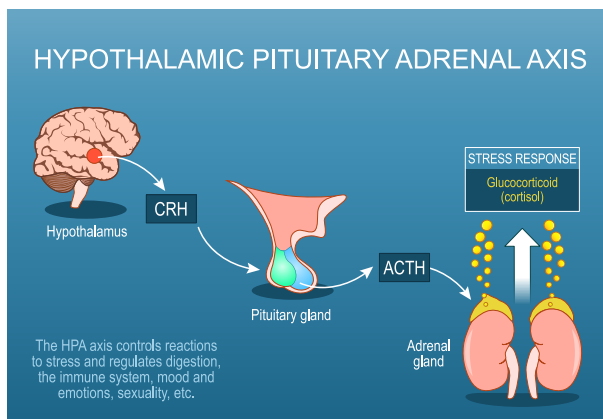 HYPOTHALAMIC PITUITARY ADRENAL AXIS
Hypothalamus
CRH
Pituitary gland
ACTH
STRESS RESPONSE
Glucocorticoid
(cortisol)
Adrenal
gland
The HPA axis controls reactions
to stress and regulates digestion,
the immune system, mood and
emotions, sexuality, etc.